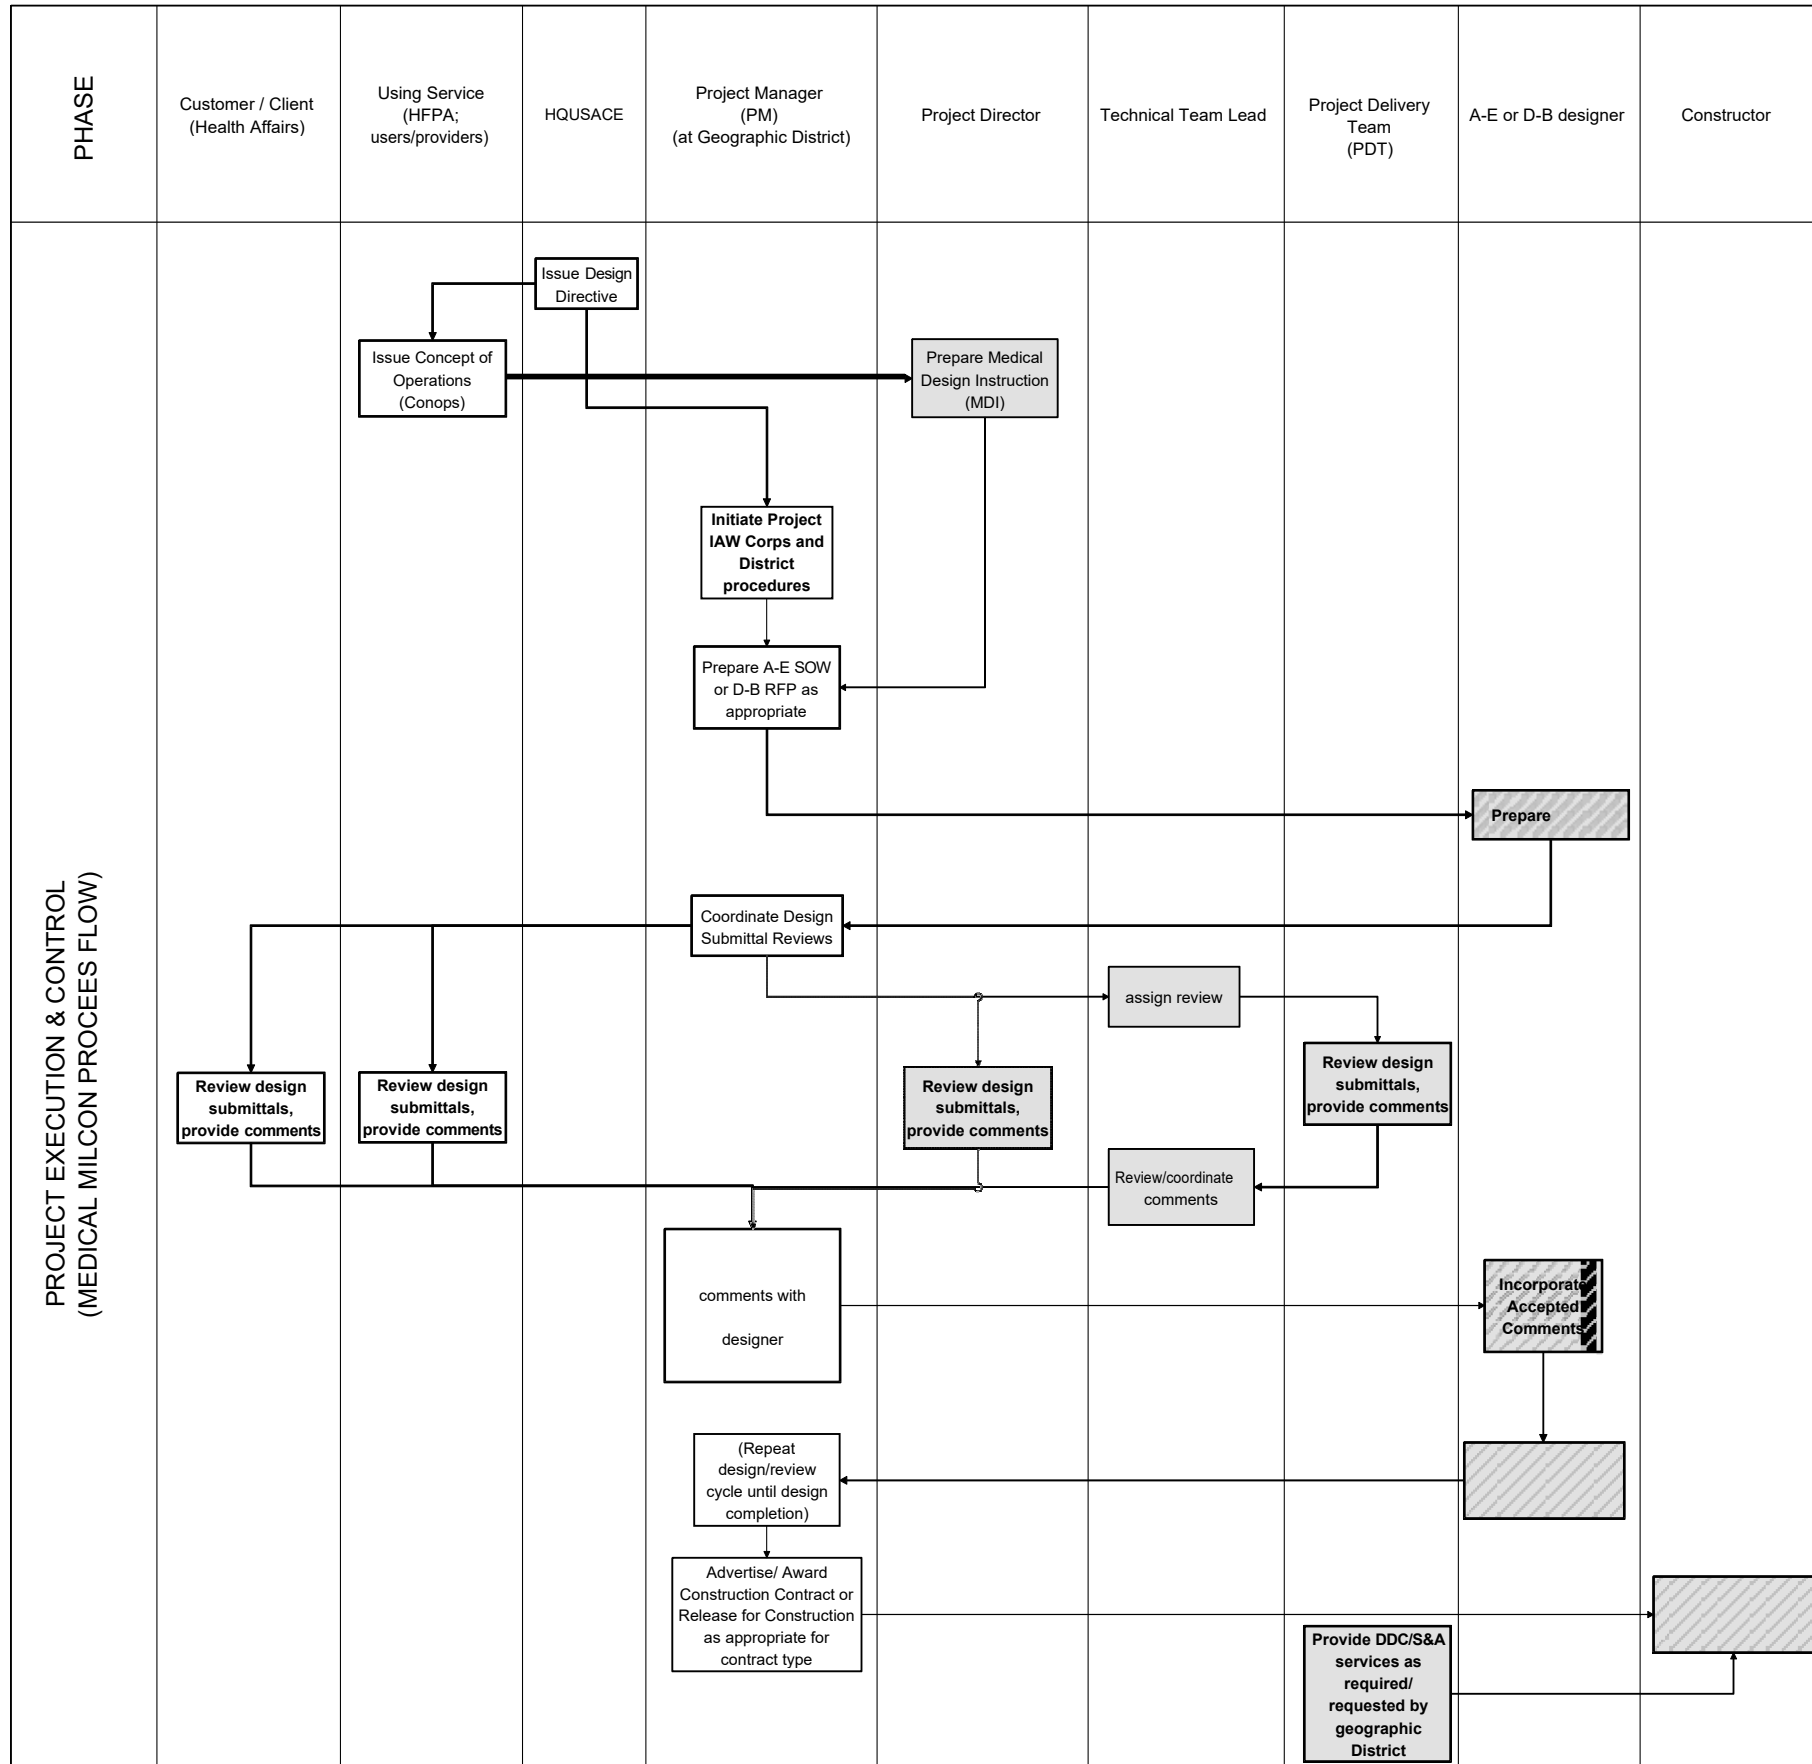 PHASE
Customer / Client
(Health Affairs)
Using Service
(HFPA;
users/providers)
HQUSACE
Project Manager
(PM)
(at Geographic District)
Project Director
Technical Team Lead
Project Delivery
Team
(PDT)
A-E or D-B designer
Constructor
PROJECT EXECUTION & CONTROL
(MEDICAL MILCON PROCEES FLOW)
Issue Design
Directive
Issue Concept of
Operations
(Conops)
Prepare Medical
Design Instruction
(MDI)
Initiate Project
IAW Corps and
District
procedures
Prepare A-E SOW
or D-B RFP as
appropriate
Prepare
Coordinate Design
Submittal Reviews
assign review
Review design
submittals,
provide comments
Review design
submittals,
provide comments
Review design
submittals,
provide comments
Review design
submittals,
provide comments
Review/coordinate
comments
comments with
designer
Incorporate
Accepted
Comments
(Repeat
design/review
cycle until design
completion)
Advertise/ Award
Construction Contract or
Release for Construction
as appropriate for
contract type
Provide DDC/S&A
services as
required/
requested by
geographic
District